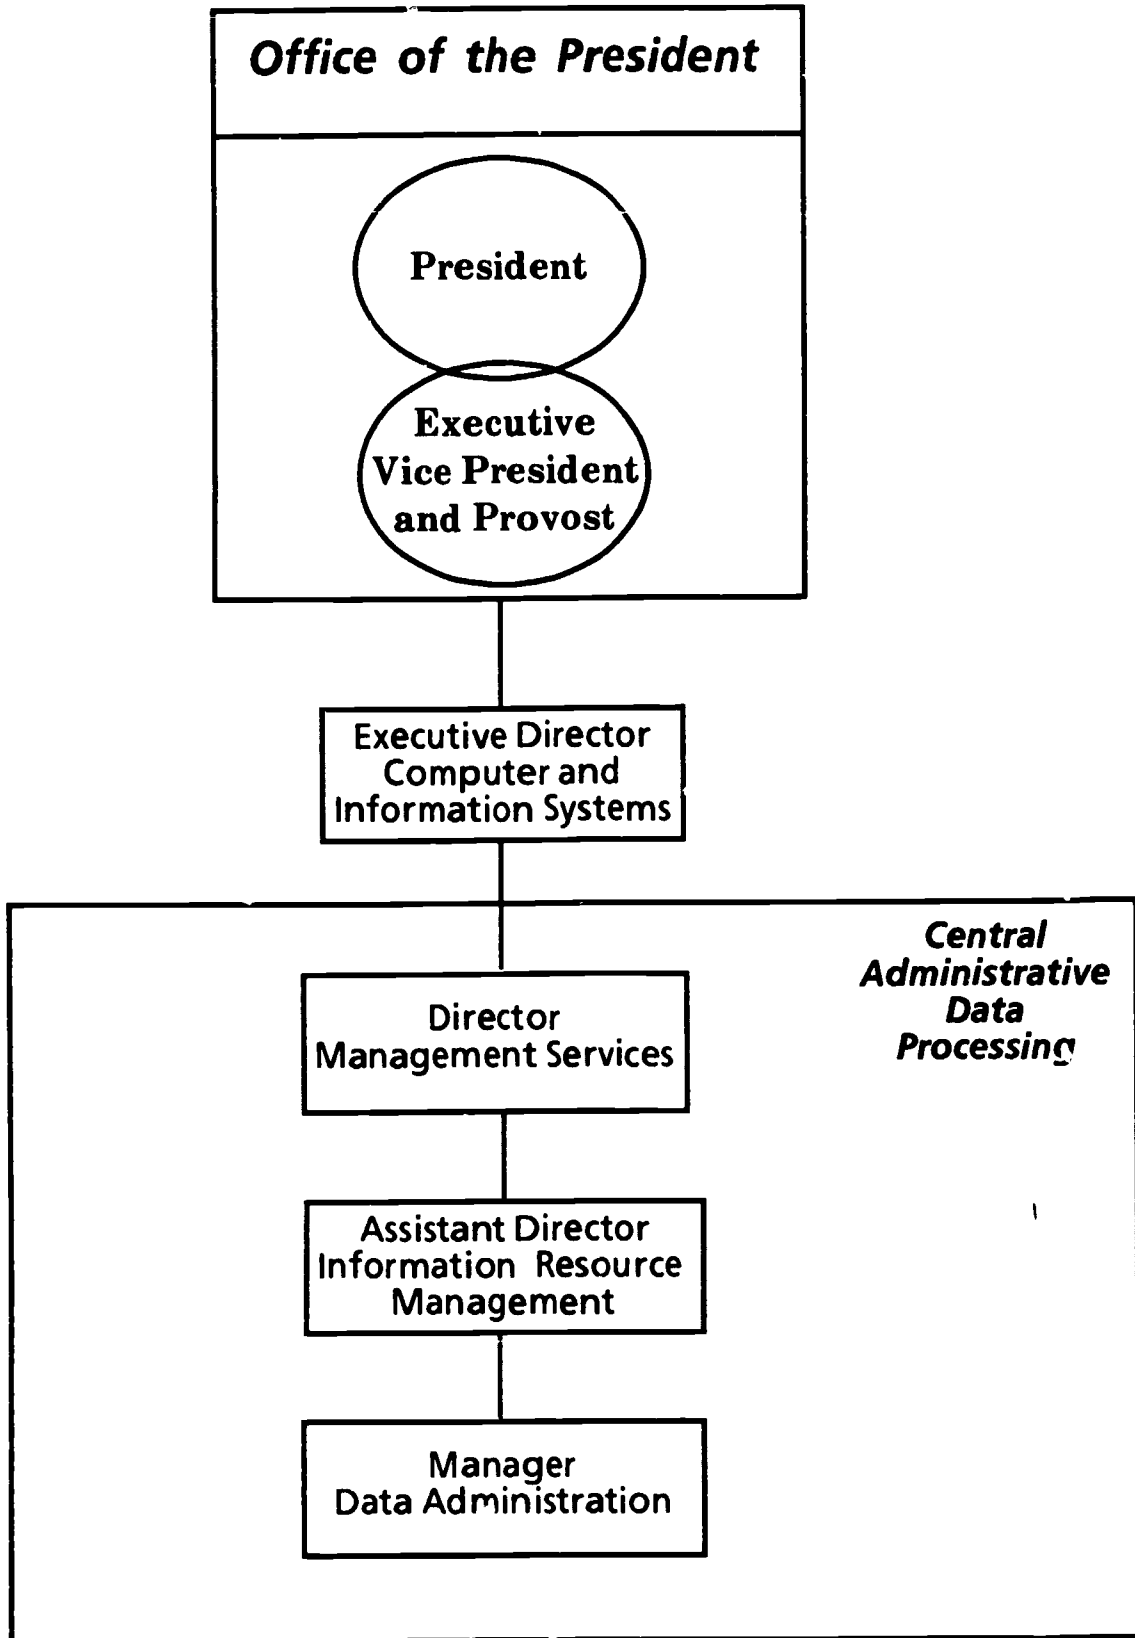 Office of the President
President
Executive
Vice President
and Provost
Executive Director
Computer and
Information Systems
Central
Administrative
Data
Processing
Director
Management Services
Assistant Director
Information Resource
Management
Manager
Data Administration